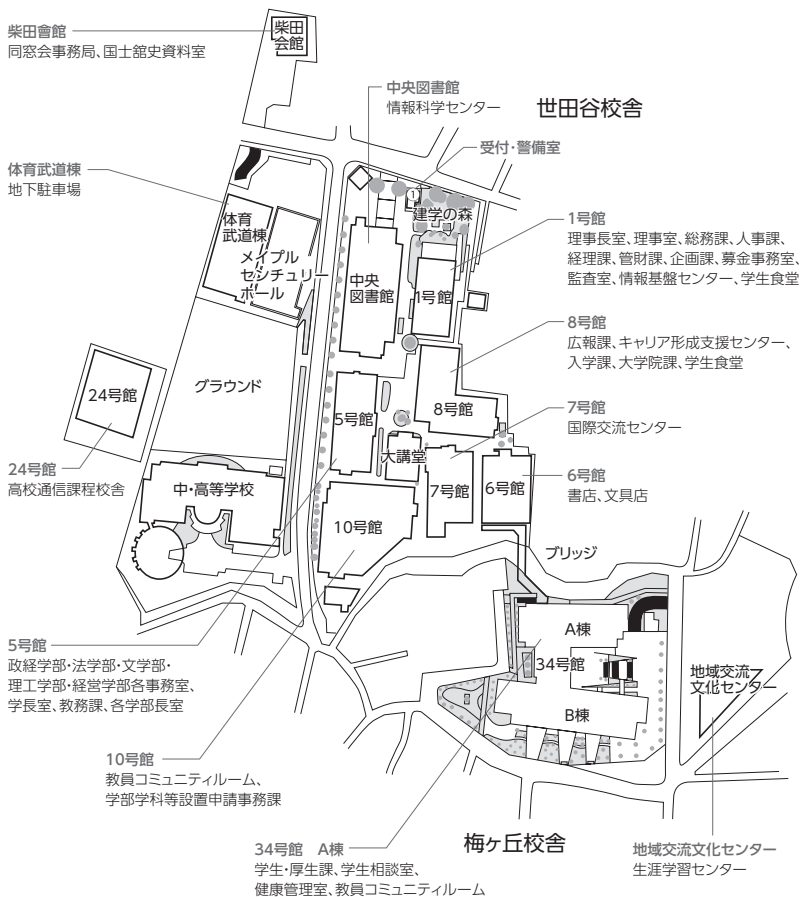 柴田會館
同窓会事務局、国士舘史資料室
柴田
会館
中央図書館
情報科学センター
世田谷校舎
受付・警備室
体育武道棟
地下駐車場
①
建学の森
体育
武道棟
メイプル
センチュリー
ホール
中央
図書館
1号館
1号館
理事長室、理事室、総務課、人事課、
経理課、管財課、企画課、募金事務室、
監査室、情報基盤センター、学生食堂
8号館
広報課、キャリア形成支援センター、
入学課、大学院課、学生食堂
24号館
グラウンド
5号館
8号館
7号館
国際交流センター
大講堂
24号館
高校通信課程校舎
中・高等学校
7号館
6号館
6号館
書店、文具店
10号館
ブリッジ
A棟
34号館
B棟
地域交流
文化センター
5号館
政経学部・法学部・文学部・
理工学部・経営学部各事務室、
学長室、教務課、各学部長室
10号館
教員コミュニティルーム、
学部学科等設置申請事務課
梅ヶ丘校舎
34号館 A棟
学生・厚生課、学生相談室、
健康管理室、教員コミュニティルーム
地域交流文化センター
生涯学習センター